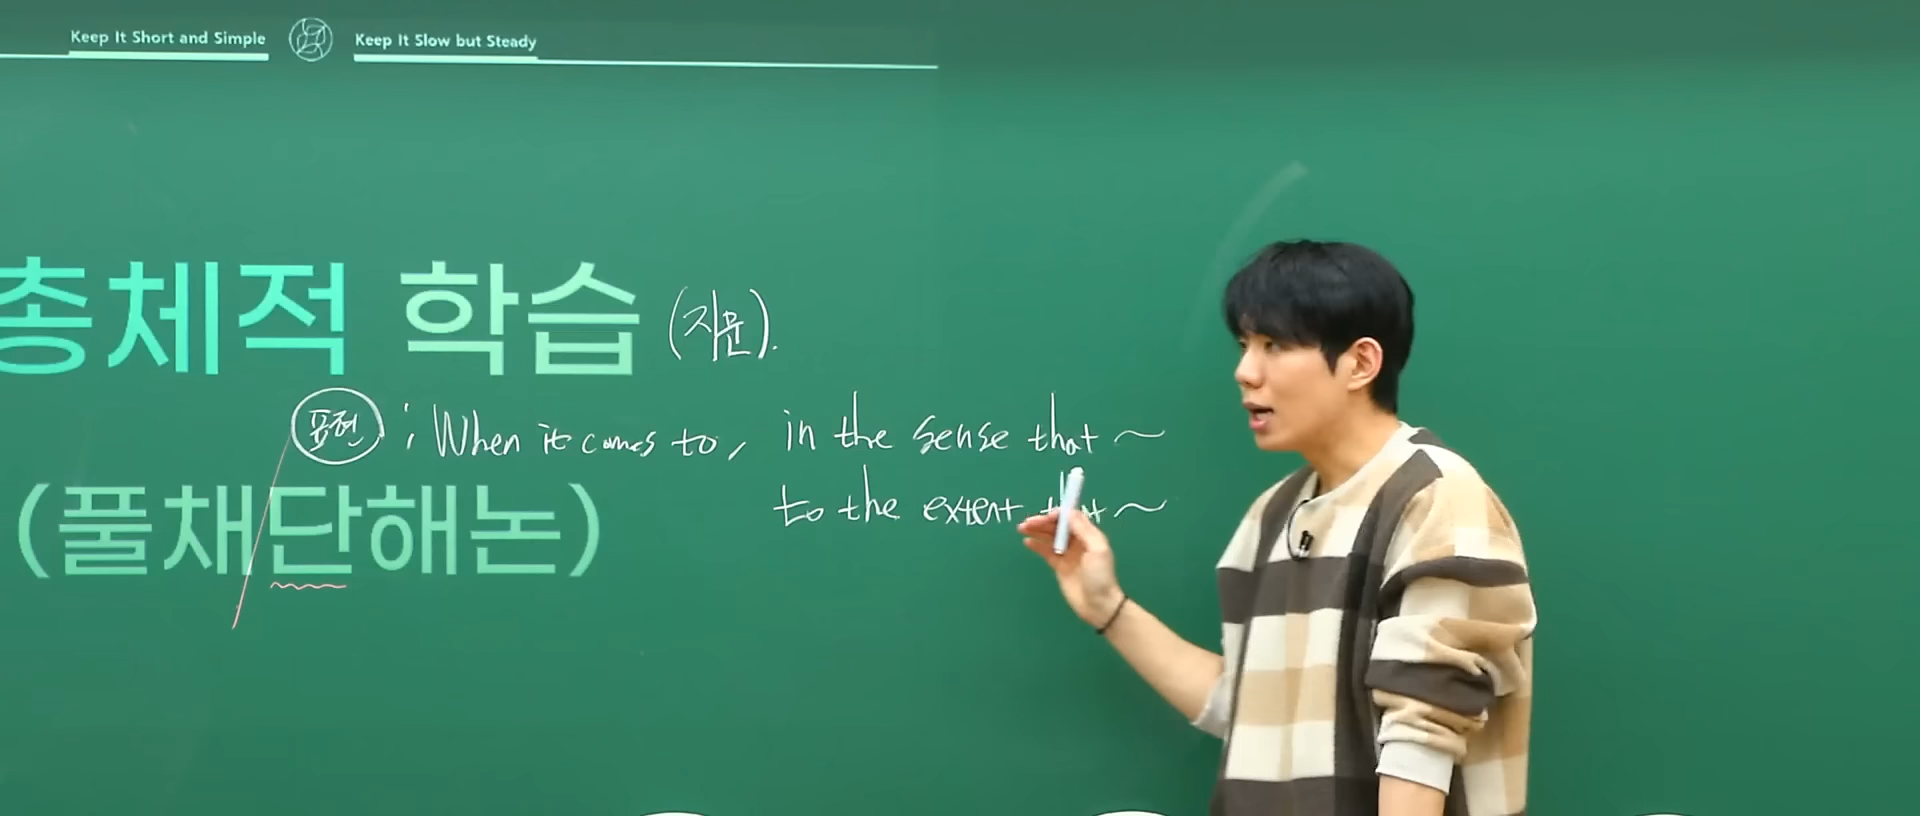 Keep It Short and Simple
Keep It Slow but Steady
총체적 학습 (지문).
표현 ; When it comes to, in the sense that ~
to the extent that ~
(풀채단해논)